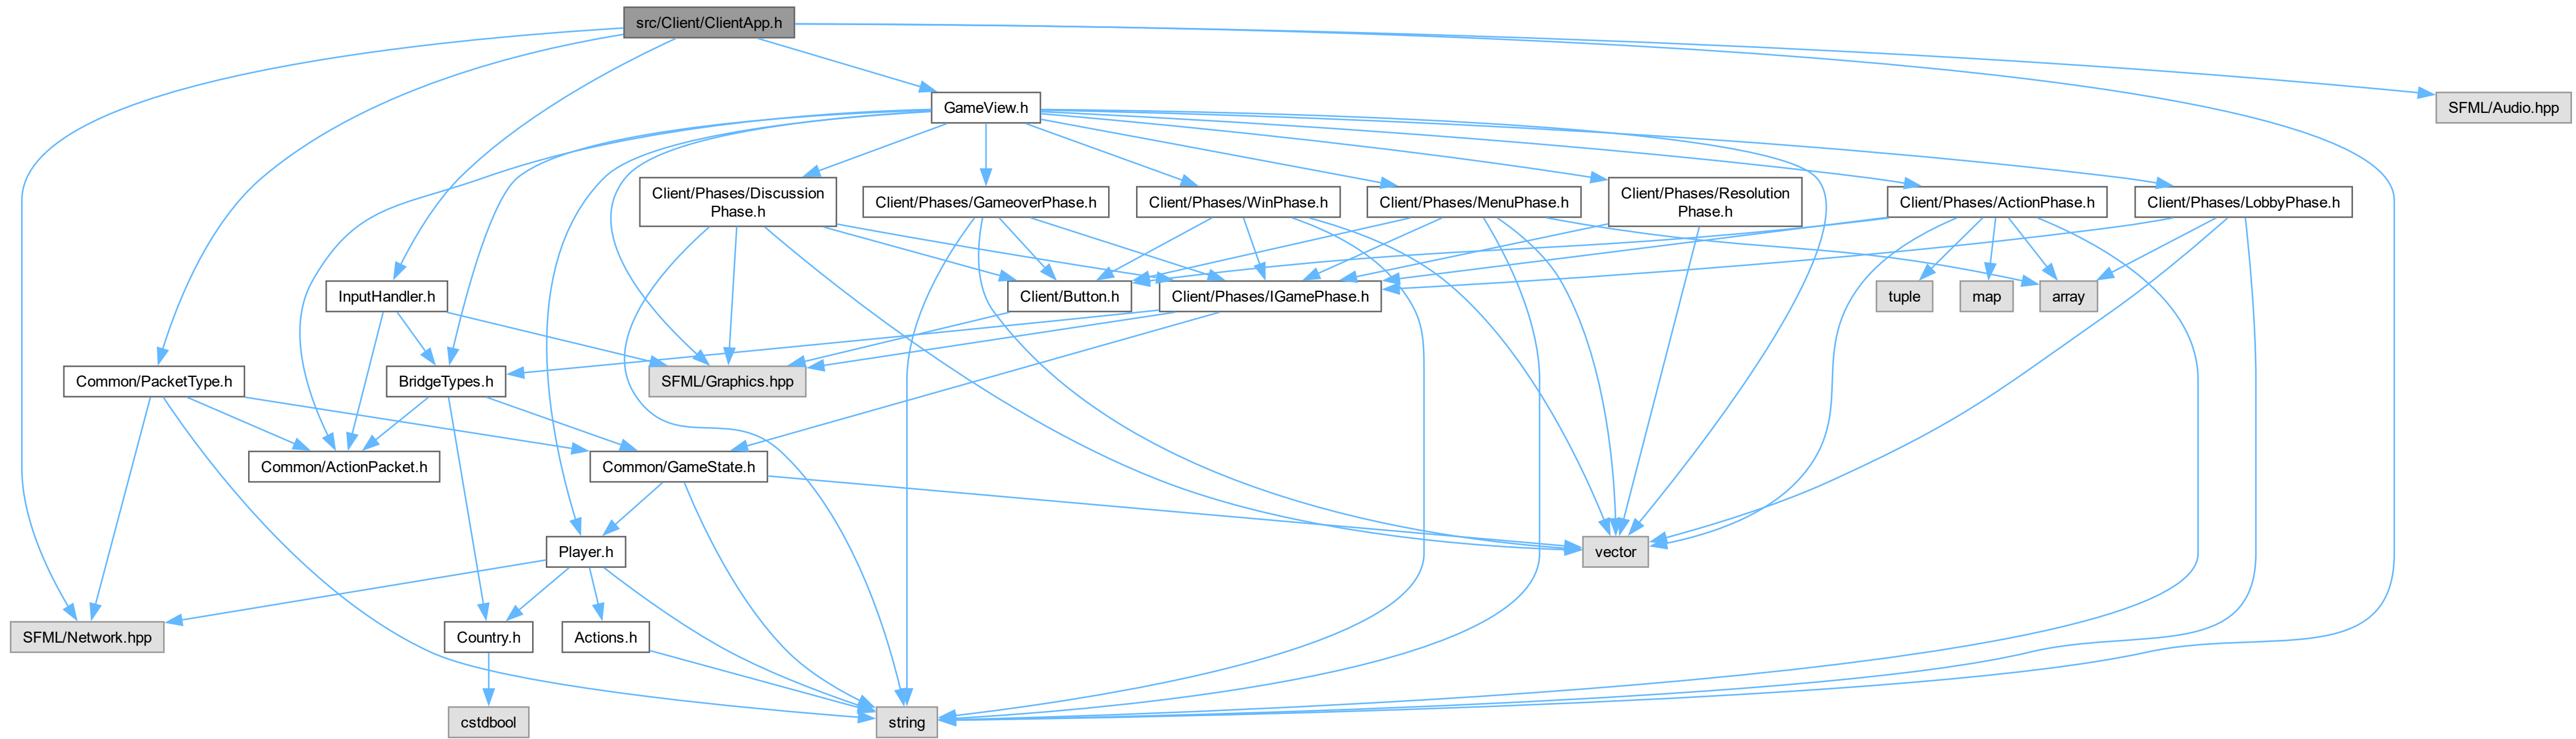 src/Client/ClientApp.h
GameView.h
SFML/Audio.hpp
Client/Phases/Discussion
Phase.h
Client/Phases/GameoverPhase.h
Client/Phases/WinPhase.h
Client/Phases/MenuPhase.h
Client/Phases/Resolution
Phase.h
Client/Phases/ActionPhase.h
Client/Phases/LobbyPhase.h
InputHandler.h
Client/Button.h
Client/Phases/IGamePhase.h
tuple
map
array
Common/PacketType.h
BridgeTypes.h
SFML/Graphics.hpp
Common/ActionPacket.h
Common/GameState.h
Player.h
vector
SFML/Network.hpp
Country.h
Actions.h
cstdbool
string